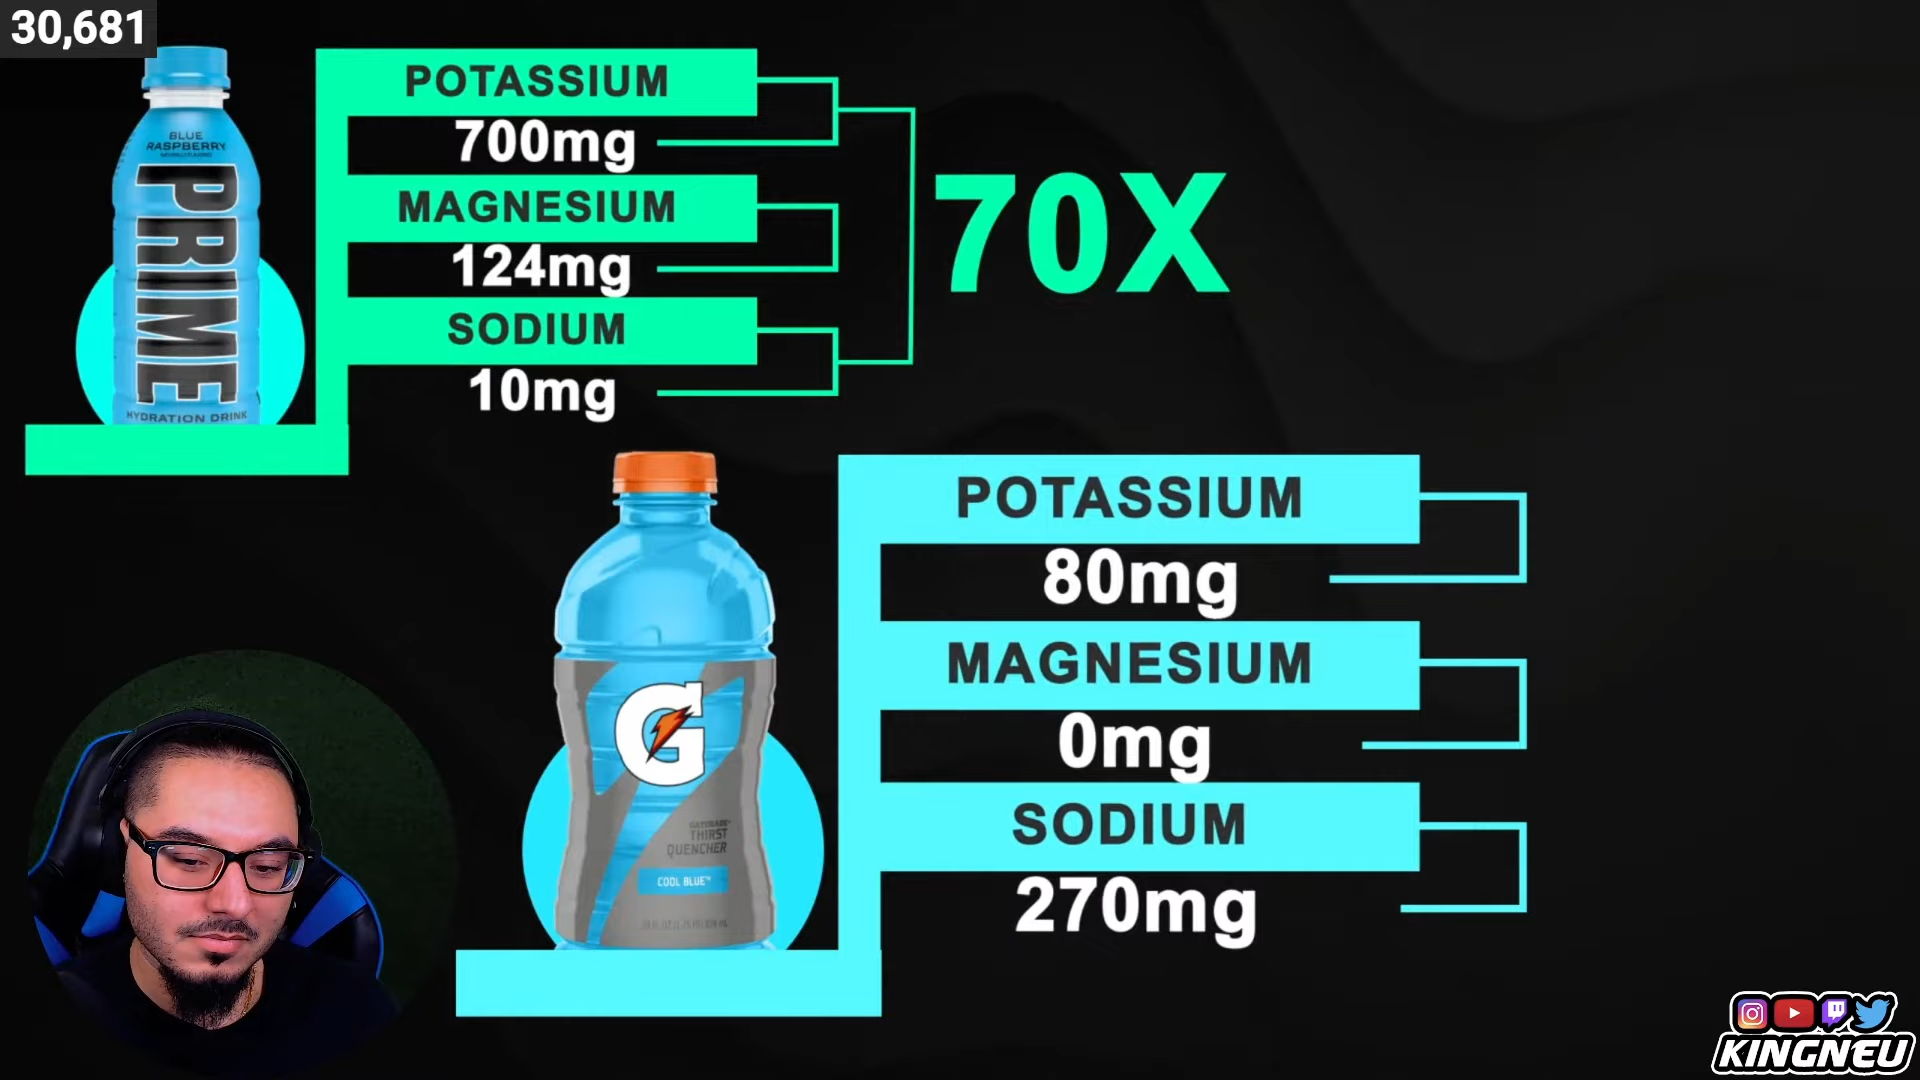 30,681
BLUE
RASPBERRY
PRIME
HYDRATION DRINK
POTASSIUM
700mg
MAGNESIUM
124mg
SODIUM
10mg
70X
G
THIRST
QUENCHER
COOL BLUE™
POTASSIUM
80mg
MAGNESIUM
0mg
SODIUM
270mg
KINGNEU